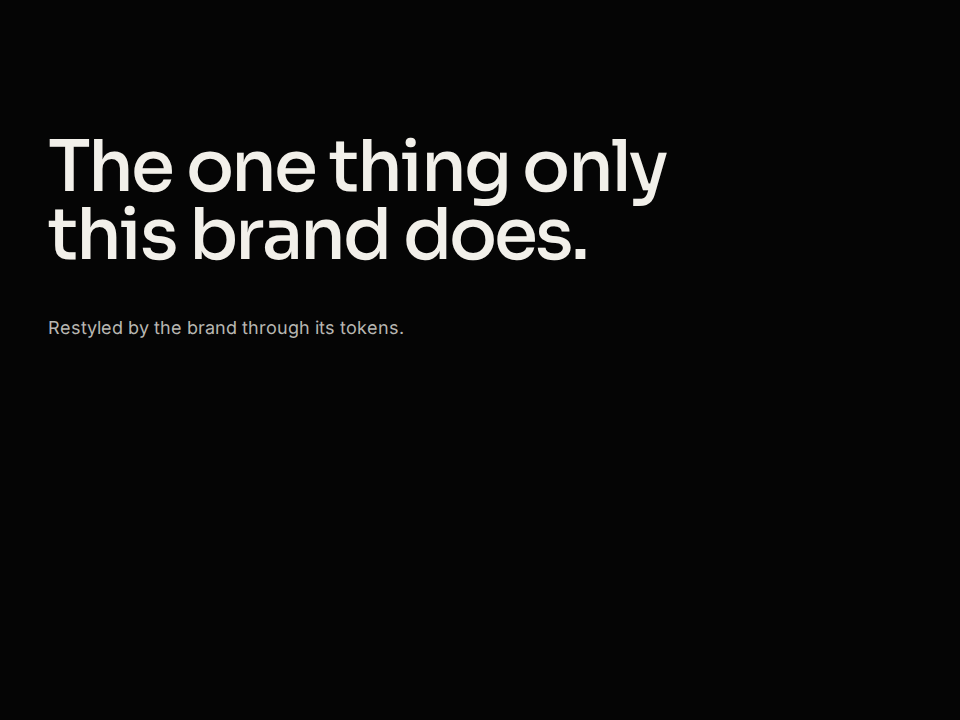 The one thing only
this brand does.
Restyled by the brand through its tokens.